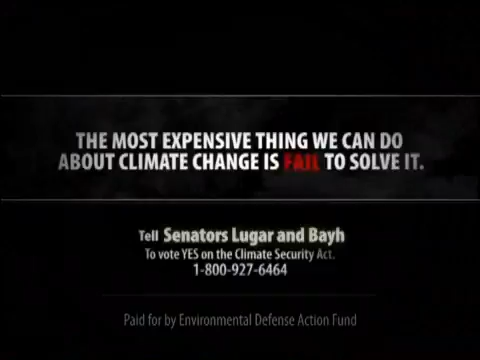 THE MOST EXPENSIVE THING WE CAN DO
ABOUT CLIMATE CHANGE IS FAIL TO SOLVE IT.
Tell Senators Lugar and Bayh
To vote YES on the Climate Security Act.
1-800-927-6464
Paid for by Environmental Defense Action Fund